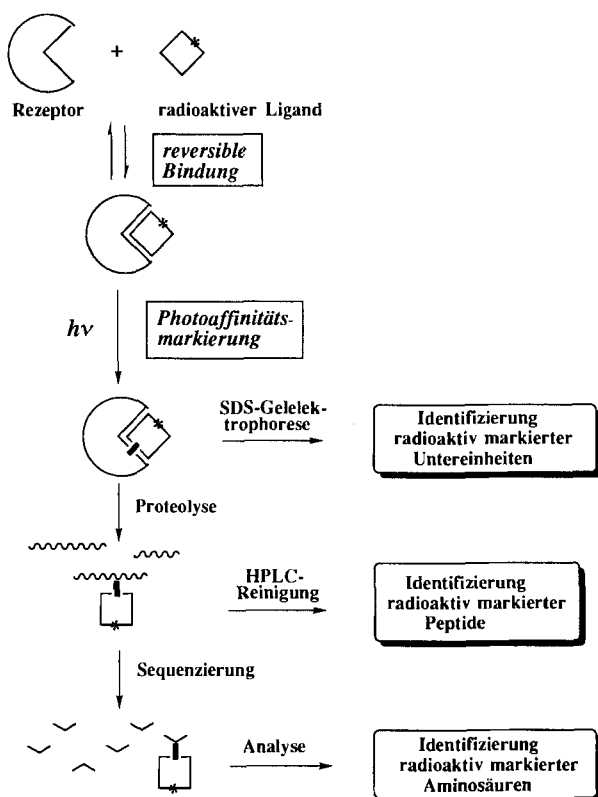 +
Rezeptor
radioaktiver Ligand
reversible
Bindung
hν
Photoaffinitäts-
markierung
SDS-Gelelek-
trophorese
Identifizierung
radioaktiv markierter
Untereinheiten
Proteolyse
HPLC-
Reinigung
Identifizierung
radioaktiv markierter
Peptide
Sequenzierung
Analyse
Identifizierung
radioaktiv markierter
Aminosäuren